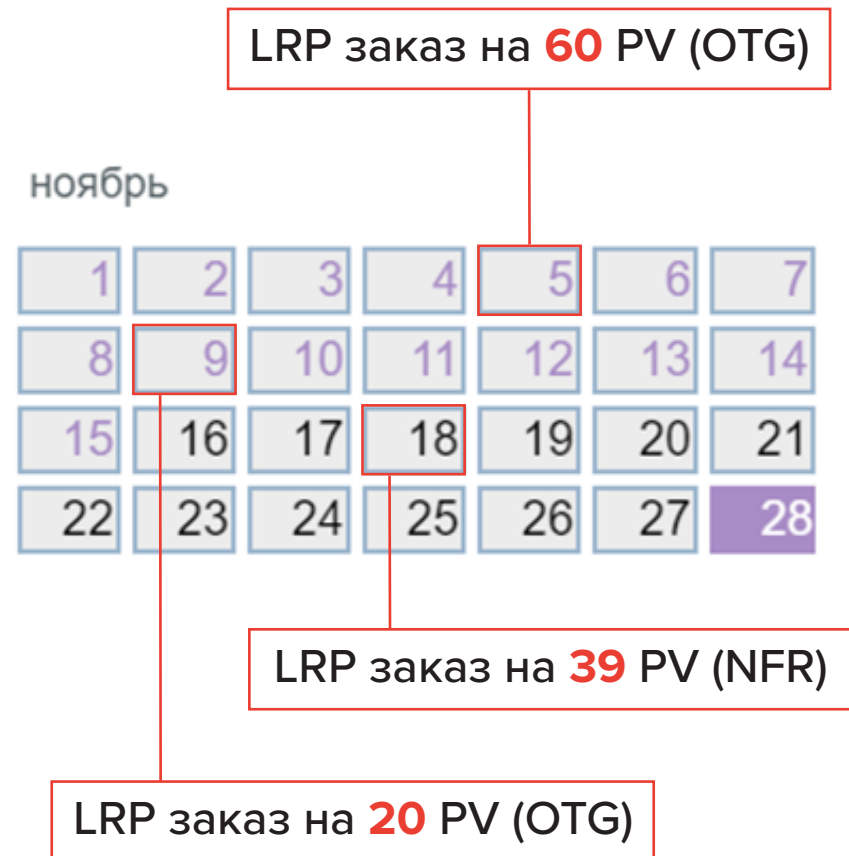 LRP заказ на 60 PV (OTG)
ноябрь
1 2 3 4 5 6 7
8 9 10 11 12 13 14
15 16 17 18 19 20 21
22 23 24 25 26 27 28
LRP заказ на 39 PV (NFR)
LRP заказ на 20 PV (OTG)